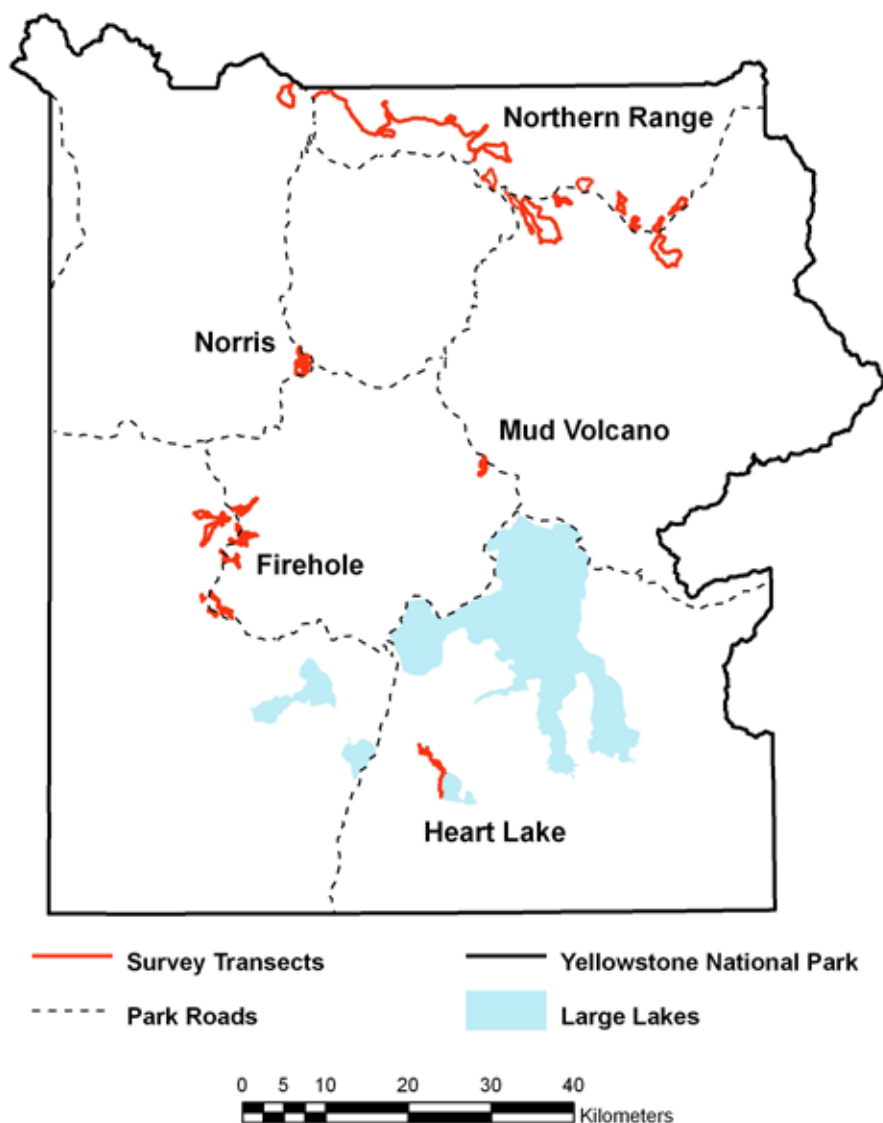 Northern Range
Norris
Mud Volcano
Firehole
Heart Lake
Survey Transects
Yellowstone National Park
Park Roads
Large Lakes
0 5 10 20 30 40
Kilometers